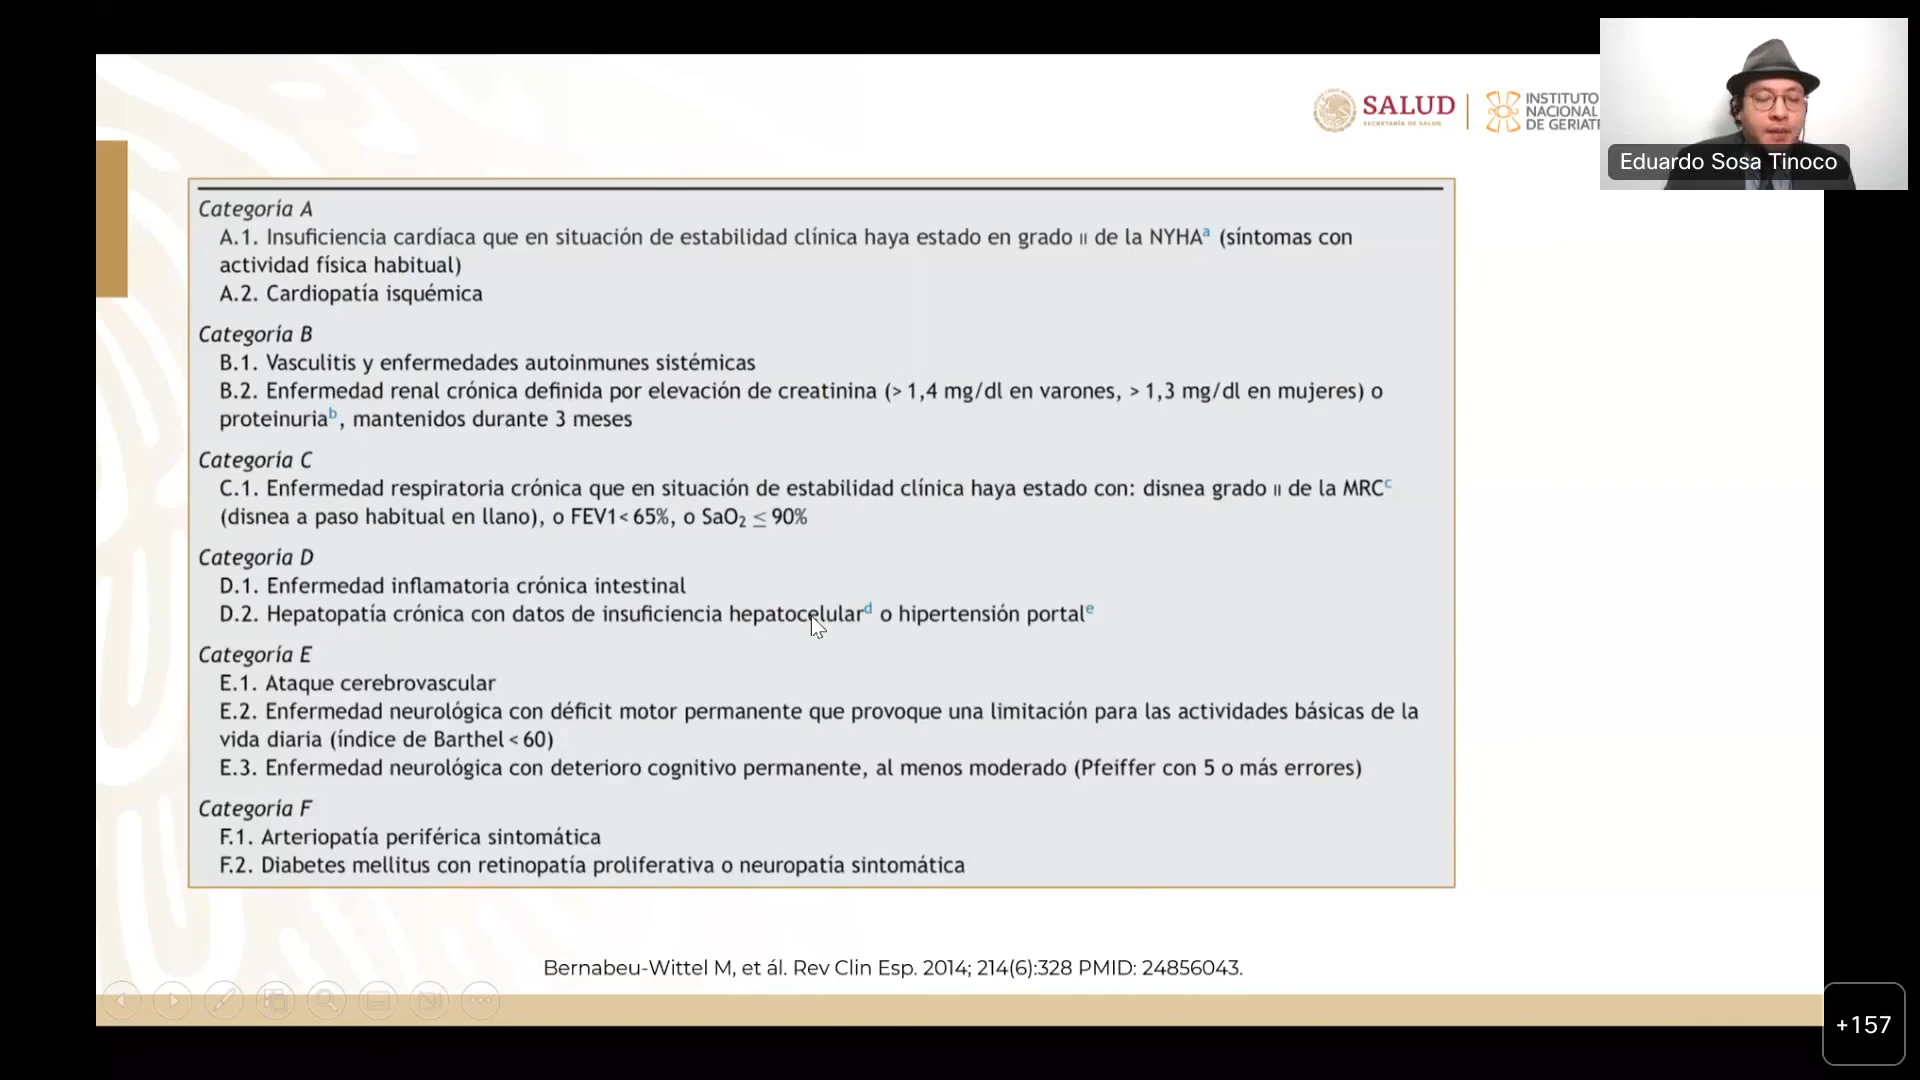 SALUD
SECRETARÍA DE SALUD
INSTITUTO
NACIONAL
DE GERIAT
Eduardo Sosa Tinoco
Categoría A
A.1. Insuficiencia cardíaca que en situación de estabilidad clínica haya estado en grado II de la NYHAa (síntomas con
actividad física habitual)
A.2. Cardiopatía isquémica
Categoría B
B.1. Vasculitis y enfermedades autoinmunes sistémicas
B.2. Enfermedad renal crónica definida por elevación de creatinina (> 1,4 mg/dl en varones, > 1,3 mg/dl en mujeres) o
proteinuriab, mantenidos durante 3 meses
Categoría C
C.1. Enfermedad respiratoria crónica que en situación de estabilidad clínica haya estado con: disnea grado II de la MRCc
(disnea a paso habitual en llano), o FEV1< 65%, o SaO2 ≤ 90%
Categoría D
D.1. Enfermedad inflamatoria crónica intestinal
D.2. Hepatopatía crónica con datos de insuficiencia hepatocelulard o hipertensión portale
Categoría E
E.1. Ataque cerebrovascular
E.2. Enfermedad neurológica con déficit motor permanente que provoque una limitación para las actividades básicas de la
vida diaria (índice de Barthel < 60)
E.3. Enfermedad neurológica con deterioro cognitivo permanente, al menos moderado (Pfeiffer con 5 o más errores)
Categoría F
F.1. Arteriopatía periférica sintomática
F.2. Diabetes mellitus con retinopatía proliferativa o neuropatía sintomática
Bernabeu-Wittel M, et ál. Rev Clin Esp. 2014; 214(6):328 PMID: 24856043.
+157